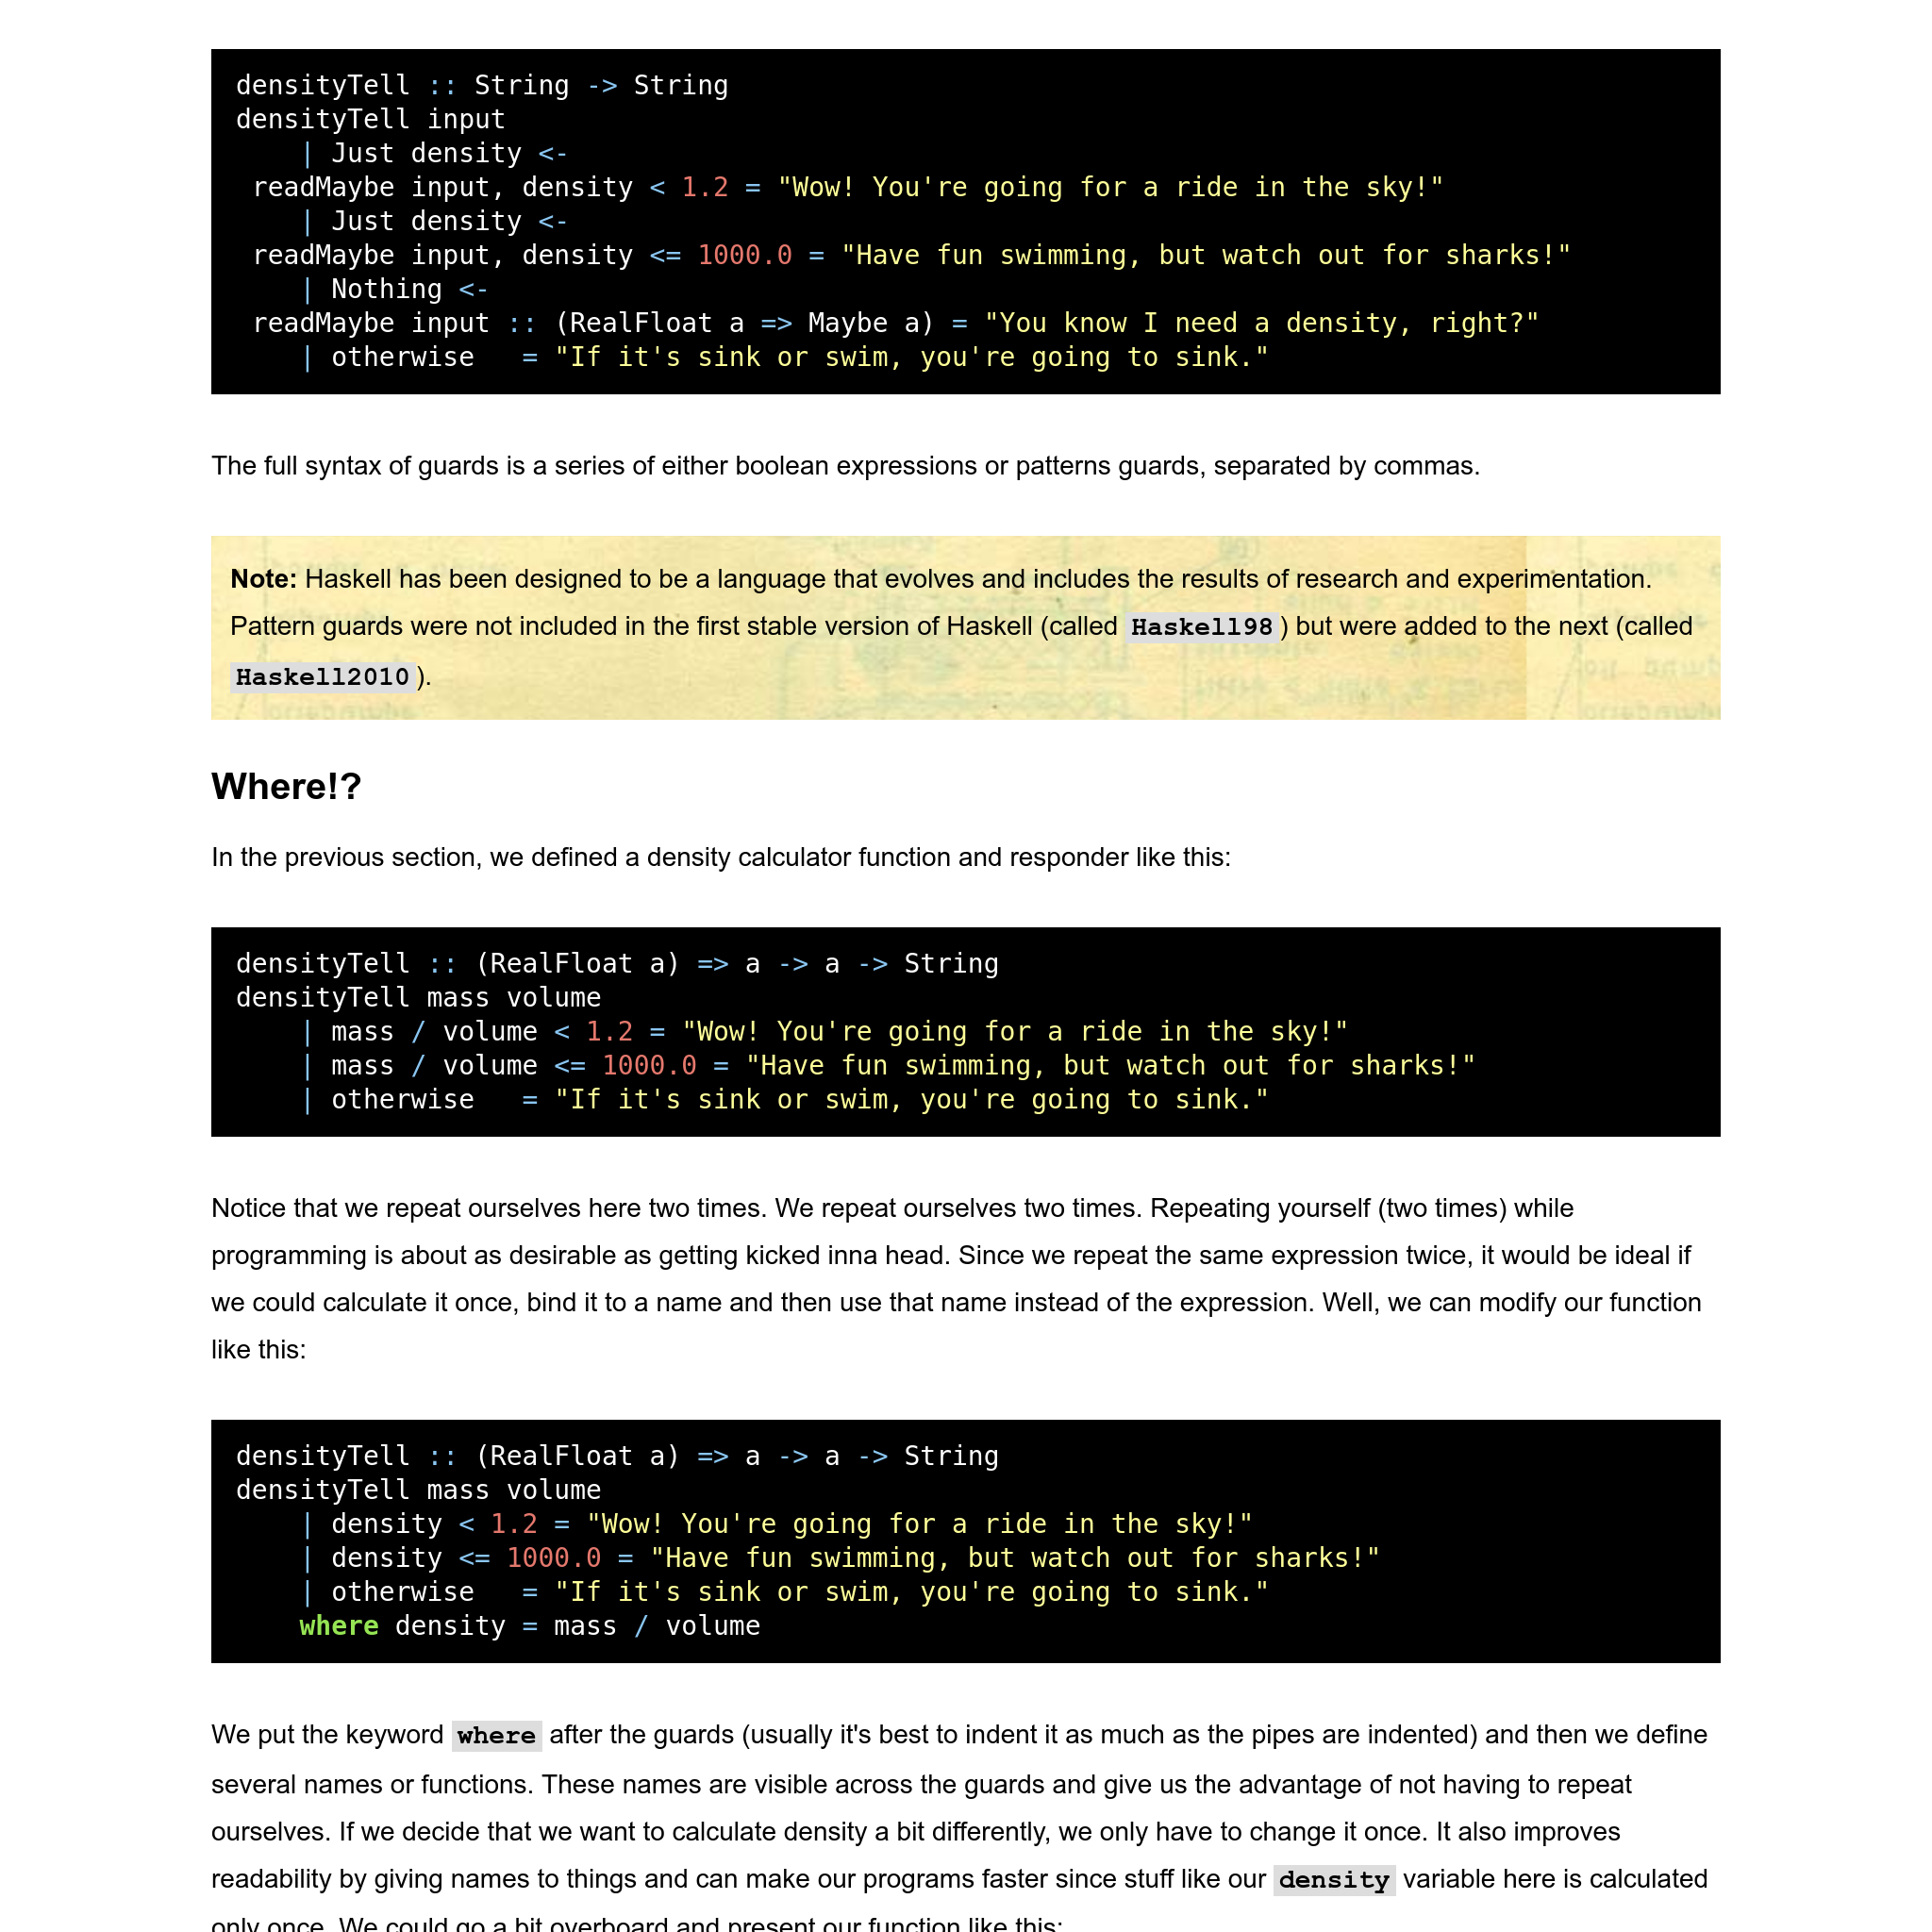 densityTell :: String -> String
densityTell input
    | Just density <-
 readMaybe input, density < 1.2 = "Wow! You're going for a ride in the sky!"
    | Just density <-
 readMaybe input, density <= 1000.0 = "Have fun swimming, but watch out for sharks!"
    | Nothing <-
 readMaybe input :: (RealFloat a => Maybe a) = "You know I need a density, right?"
    | otherwise   = "If it's sink or swim, you're going to sink."
The full syntax of guards is a series of either boolean expressions or patterns guards, separated by commas.
Note: Haskell has been designed to be a language that evolves and includes the results of research and experimentation.
Pattern guards were not included in the first stable version of Haskell (called Haskell98) but were added to the next (called
Haskell2010).
Where!?
In the previous section, we defined a density calculator function and responder like this:
densityTell :: (RealFloat a) => a -> a -> String
densityTell mass volume
    | mass / volume < 1.2 = "Wow! You're going for a ride in the sky!"
    | mass / volume <= 1000.0 = "Have fun swimming, but watch out for sharks!"
    | otherwise   = "If it's sink or swim, you're going to sink."
Notice that we repeat ourselves here two times. We repeat ourselves two times. Repeating yourself (two times) while
programming is about as desirable as getting kicked inna head. Since we repeat the same expression twice, it would be ideal if
we could calculate it once, bind it to a name and then use that name instead of the expression. Well, we can modify our function
like this:
densityTell :: (RealFloat a) => a -> a -> String
densityTell mass volume
    | density < 1.2 = "Wow! You're going for a ride in the sky!"
    | density <= 1000.0 = "Have fun swimming, but watch out for sharks!"
    | otherwise   = "If it's sink or swim, you're going to sink."
    where density = mass / volume
We put the keyword where after the guards (usually it's best to indent it as much as the pipes are indented) and then we define
several names or functions. These names are visible across the guards and give us the advantage of not having to repeat
ourselves. If we decide that we want to calculate density a bit differently, we only have to change it once. It also improves
readability by giving names to things and can make our programs faster since stuff like our density variable here is calculated
only once. We could go a bit overboard and present our function like this: